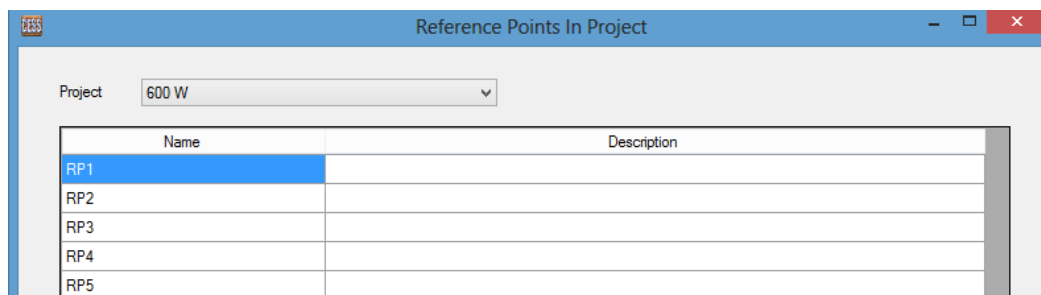 CESS
Reference Points In Project
Project 600 W
Name Description
RP1
RP2
RP3
RP4
RP5